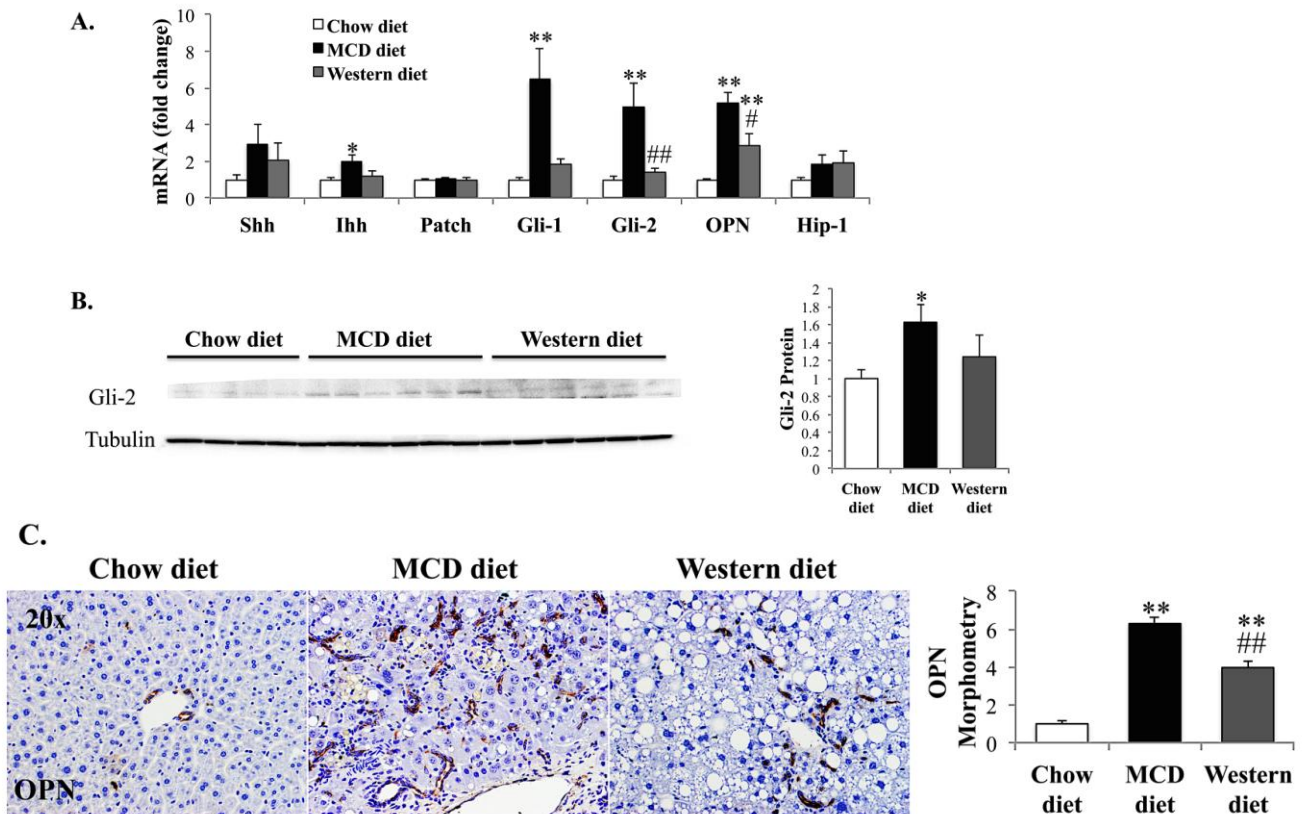 A.
mRNA (fold change)
10
8
6
4
2
0
Chow diet
MCD diet
Western diet
*
**
**
##
**
**
#
Shh Ihh Patch Gli-1 Gli-2 OPN Hip-1
B.
Chow diet MCD diet Western diet
Gli-2
Tubulin
Gli-2 Protein
2
1.8
1.6
1.4
1.2
1
0.8
0.6
0.4
0.2
0
*
Chow diet
MCD diet
Western diet
C.
Chow diet MCD diet Western diet
20x
OPN
OPN
Morphometry
8
6
4
2
0
**
**
##
Chow diet
MCD diet
Western diet